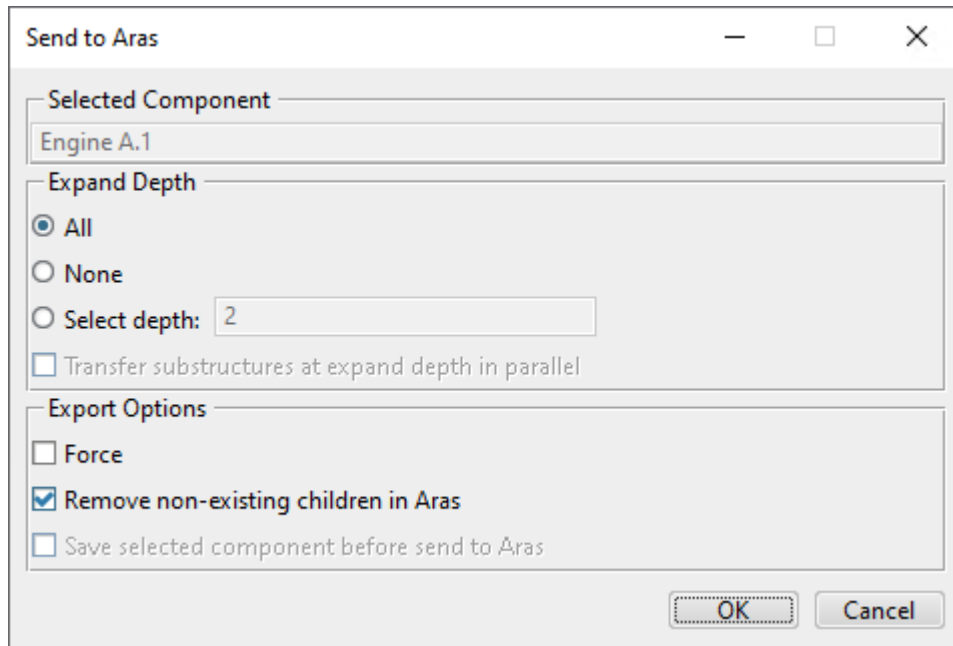 Send to Aras
Selected Component
Engine A.1
Expand Depth
All
None
Select depth: 2
Transfer substructures at expand depth in parallel
Export Options
Force
Remove non-existing children in Aras
Save selected component before send to Aras
OK Cancel